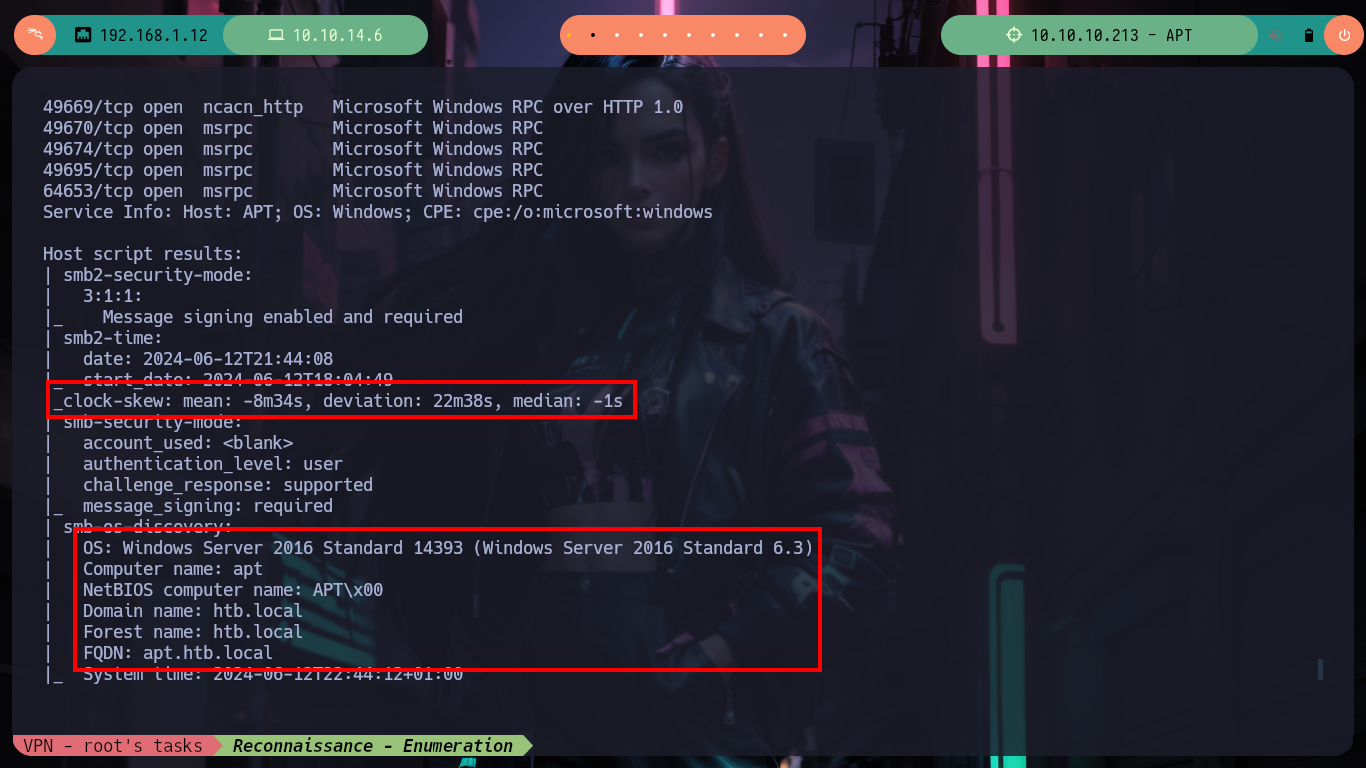 192.168.1.12 10.10.14.6 10.10.10.213 - APT
49669/tcp open  ncacn_http   Microsoft Windows RPC over HTTP 1.0
49670/tcp open  msrpc        Microsoft Windows RPC
49674/tcp open  msrpc        Microsoft Windows RPC
49695/tcp open  msrpc        Microsoft Windows RPC
64653/tcp open  msrpc        Microsoft Windows RPC
Service Info: Host: APT; OS: Windows; CPE: cpe:/o:microsoft:windows
Host script results:
| smb2-security-mode:
|   3:1:1:
|_    Message signing enabled and required
| smb2-time:
|   date: 2024-06-12T21:44:08
|_  start_date: 2024-06-12T18:04:49
_clock-skew: mean: -8m34s, deviation: 22m38s, median: -1s
| smb-security-mode:
|   account_used: <blank>
|   authentication_level: user
|   challenge_response: supported
|_  message_signing: required
| smb-os-discovery:
|   OS: Windows Server 2016 Standard 14393 (Windows Server 2016 Standard 6.3)
|   Computer name: apt
|   NetBIOS computer name: APT\x00
|   Domain name: htb.local
|   Forest name: htb.local
|   FQDN: apt.htb.local
|_  System time: 2024-06-12T22:44:12+01:00
VPN - root's tasks Reconnaissance - Enumeration